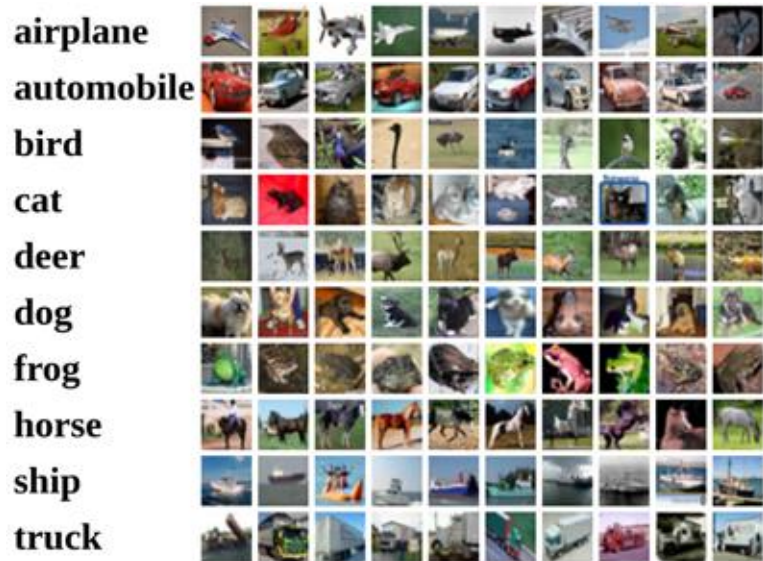 airplane
automobile
bird
cat
deer
dog
frog
horse
ship
truck